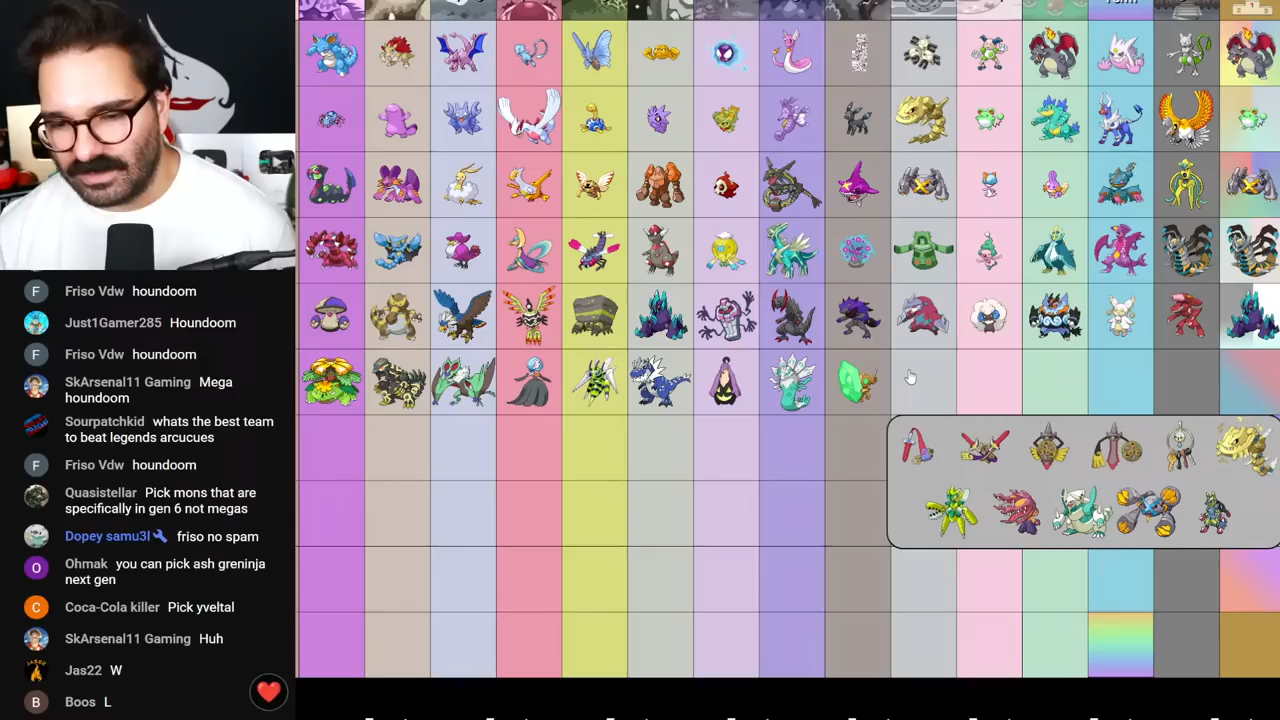 F Friso Vdw houndoom
Just1Gamer285 Houndoom
F Friso Vdw houndoom
SkArsenal11 Gaming Mega
houndoom
Sourpatchkid whats the best team
to beat legends arcucues
F Friso Vdw houndoom
Quasistellar Pick mons that are
specifically in gen 6 not megas
Dopey samu3l friso no spam
O Ohmak you can pick ash greninja
next gen
C Coca-Cola killer Pick yveltal
SkArsenal11 Gaming Huh
Jas22 W
B Boos L